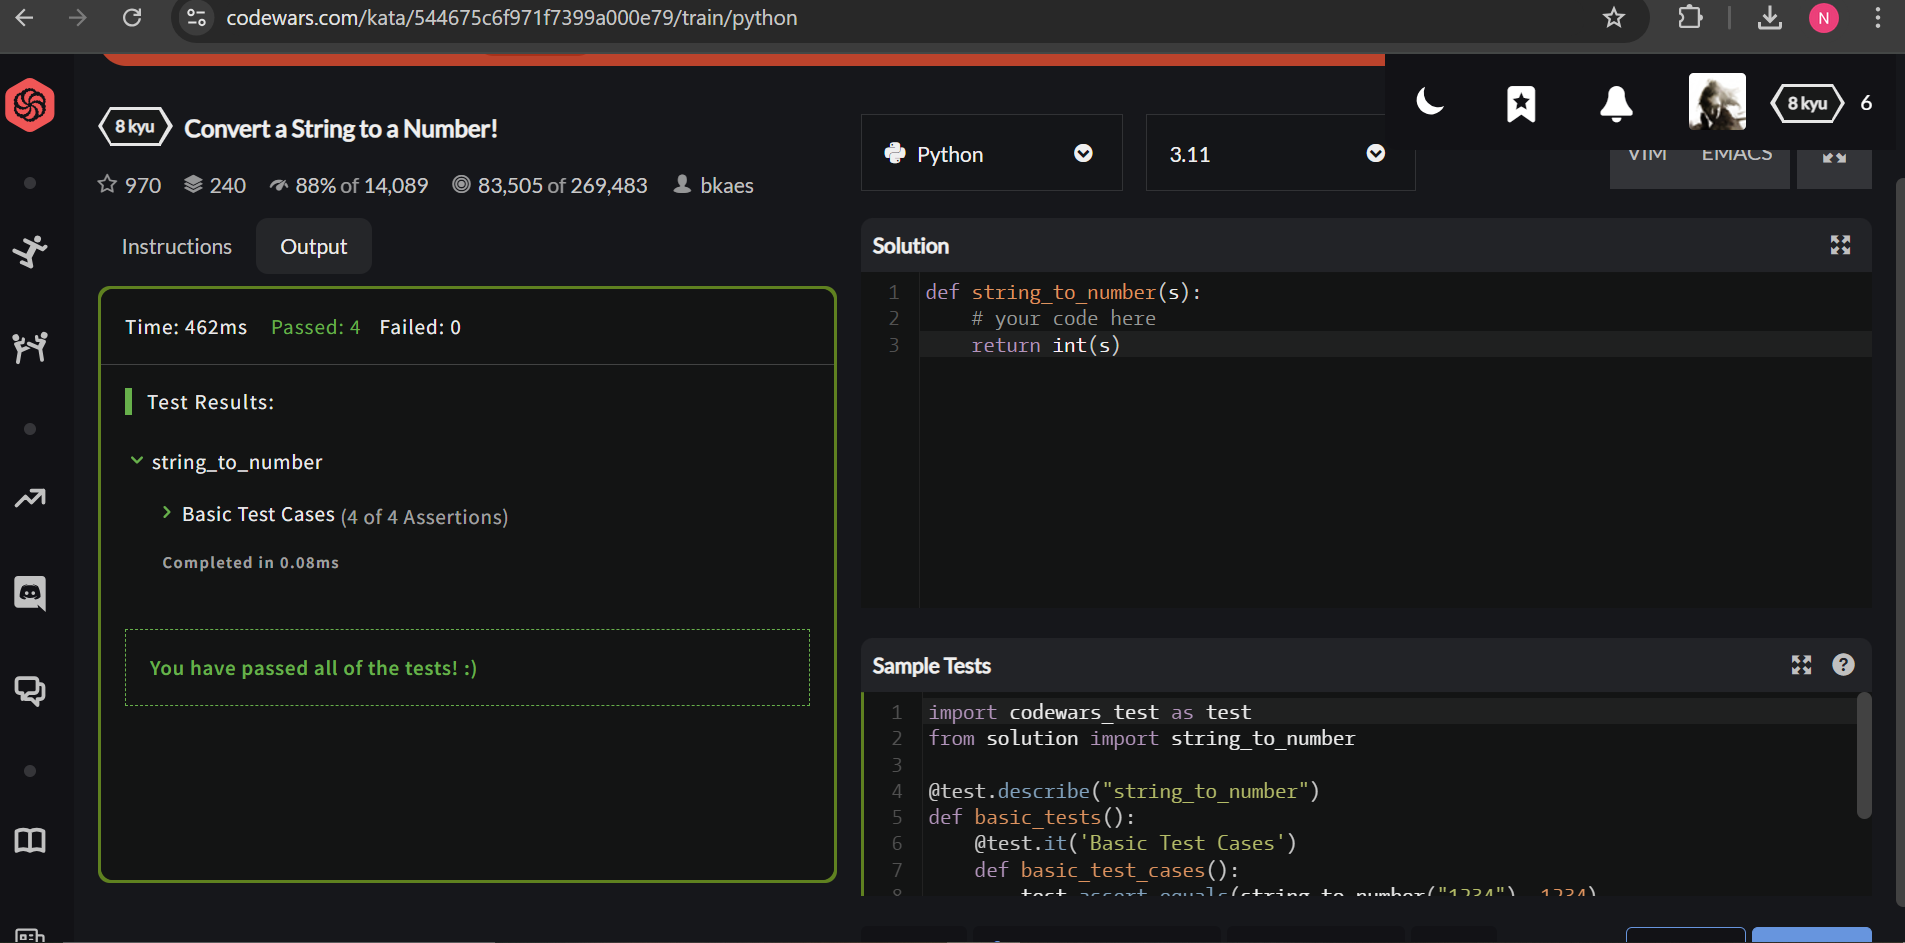 codewars.com/kata/544675c6f971f7399a000e79/train/python
N
8 kyu
6
8 kyu
Convert a String to a Number!
970
240
88% of 14,089
83,505 of 269,483
bkaes
Python
3.11
VIM
EMACS
Instructions
Output
Time: 462ms
Passed: 4
Failed: 0
Test Results:
string_to_number
Basic Test Cases (4 of 4 Assertions)
Completed in 0.08ms
You have passed all of the tests! :)
Solution
1 def string_to_number(s):
2     # your code here
3     return int(s)
Sample Tests
1 import codewars_test as test
2 from solution import string_to_number
3
4 @test.describe("string_to_number")
5 def basic_tests():
6     @test.it('Basic Test Cases')
7     def basic_test_cases():
8         test.assert_equals(string_to_number("1234"), 1234)